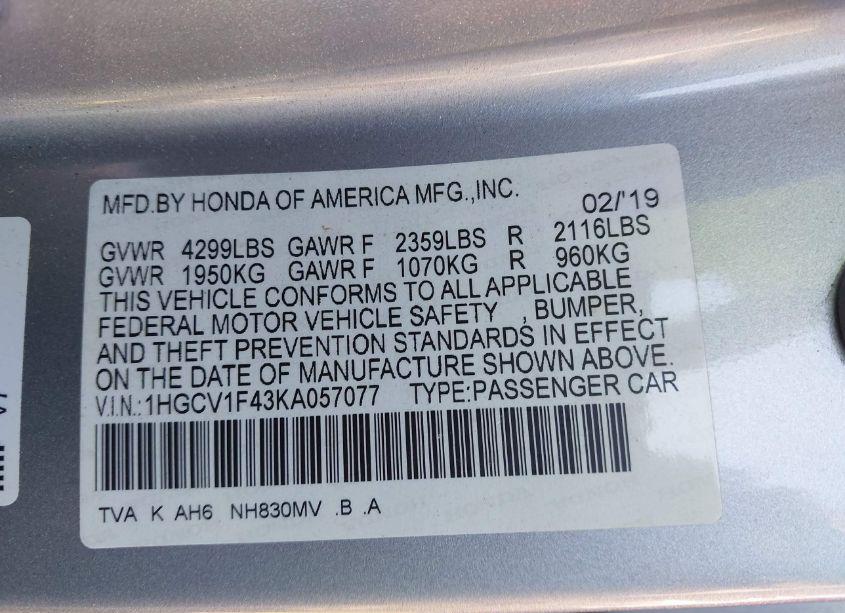 MFD.BY HONDA OF AMERICA MFG.,INC. 02/'19
GVWR 4299LBS GAWR F 2359LBS R 2116LBS
GVWR 1950KG GAWR F 1070KG R 960KG
THIS VEHICLE CONFORMS TO ALL APPLICABLE
FEDERAL MOTOR VEHICLE SAFETY , BUMPER,
AND THEFT PREVENTION STANDARDS IN EFFECT
ON THE DATE OF MANUFACTURE SHOWN ABOVE.
V.I.N.:1HGCV1F43KA057077 TYPE:PASSENGER CAR
TVA K AH6 NH830MV .B .A